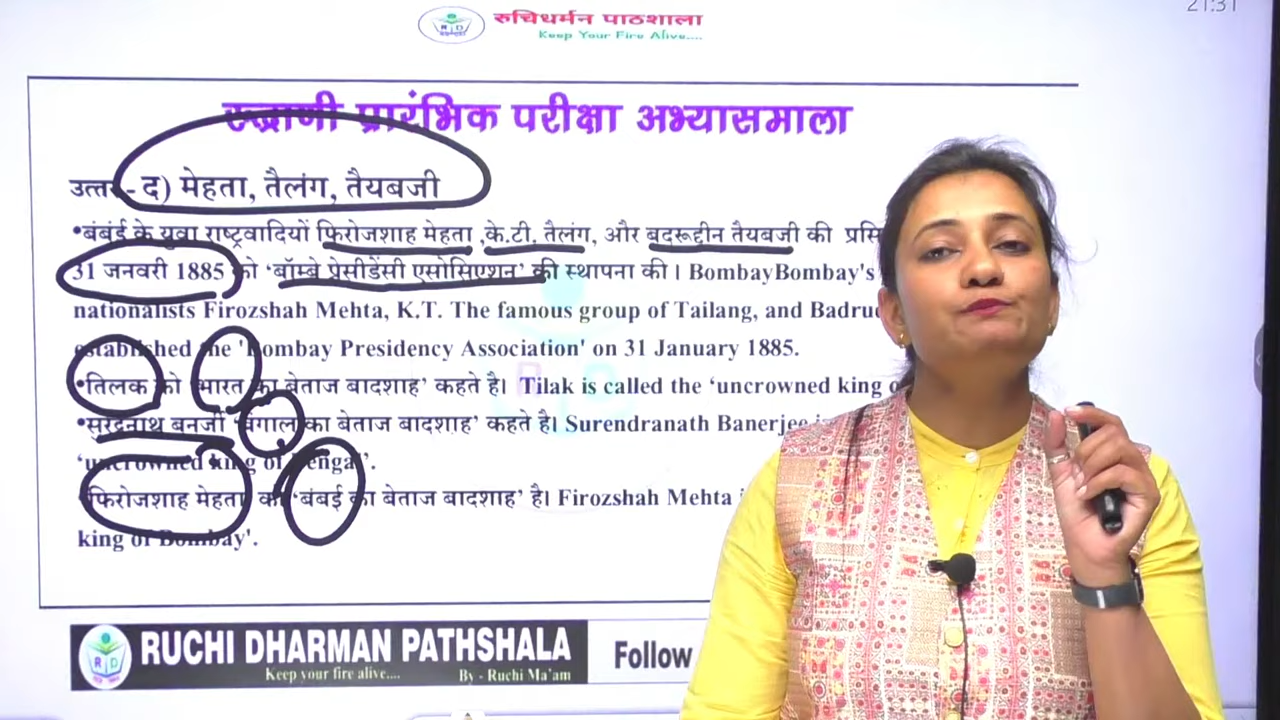 21:31
रुचिधर्मन पाठशाला
Keep Your Fire Alive....
रूद्राणी प्रारंभिक परीक्षा अभ्यासमाला
उत्तर- द) मेहता, तैलंग, तैयबजी
•बंबंई के युवा राष्ट्रवादियों फिरोजशाह मेहता ,के.टी. तैलंग, और बदरूद्दीन तैयबजी की
31 जनवरी 1885 को ‘बॉम्बे प्रेसीडेंसी एसोसिएशन’ की स्थापना की । BombayBombay's
nationalists Firozshah Mehta, K.T. The famous group of Tailang, and
established the 'Bombay Presidency Association' on 31 January 1885.
•तिलक को ‘भारत का बेताज बादशाह’ कहते है। Tilak is called the ‘uncrowned king
•सुरेंद्रनाथ बनर्जी ‘बंगाल का बेताज बादशाह’ कहते है। Surendranath Banerjee
‘uncrowned king of Bengal’.
फिरोजशाह मेहता का ‘बंबई का बेताज बादशाह’ है। Firozshah Mehta
king of Bombay'.
RUCHI DHARMAN PATHSHALA
Keep your fire alive.... By - Ruchi Ma'am
Follow